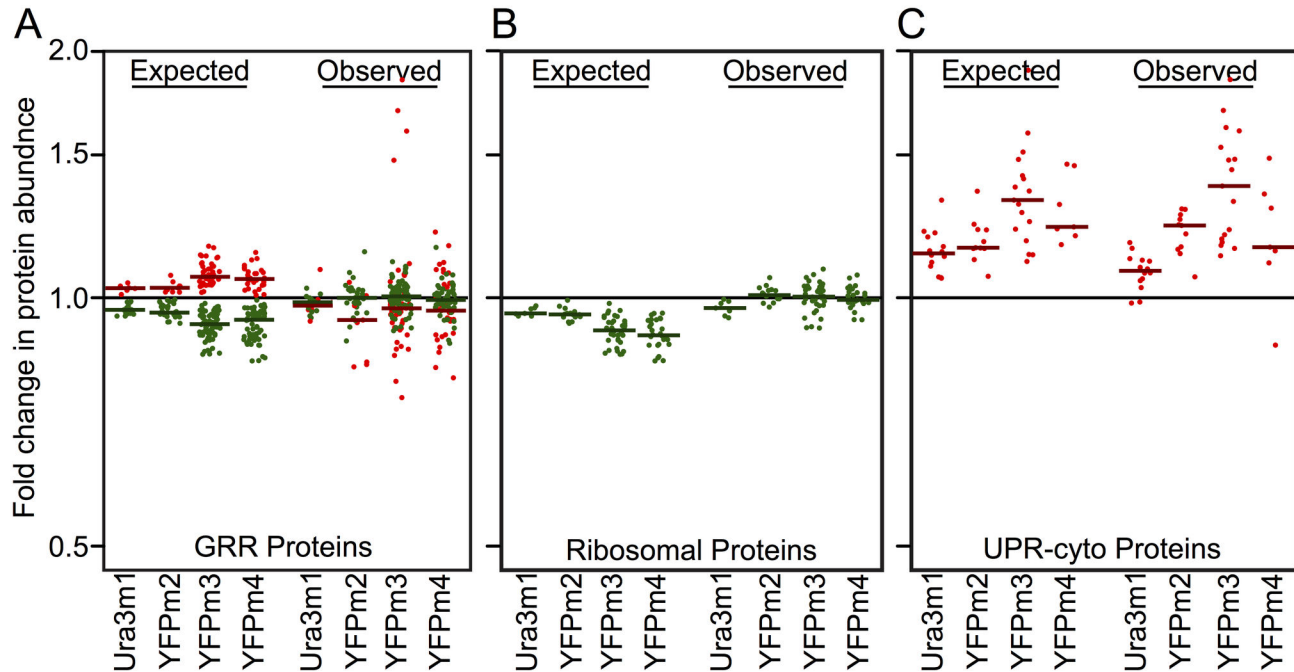 A
B
C
Fold change in protein abundnce
2.0
1.5
1.0
0.5
Expected
Observed
Expected
Observed
Expected
Observed
GRR Proteins
Ribosomal Proteins
UPR-cyto Proteins
Ura3m1
YFPm2
YFPm3
YFPm4
Ura3m1
YFPm2
YFPm3
YFPm4
Ura3m1
YFPm2
YFPm3
YFPm4
Ura3m1
YFPm2
YFPm3
YFPm4
Ura3m1
YFPm2
YFPm3
YFPm4
Ura3m1
YFPm2
YFPm3
YFPm4